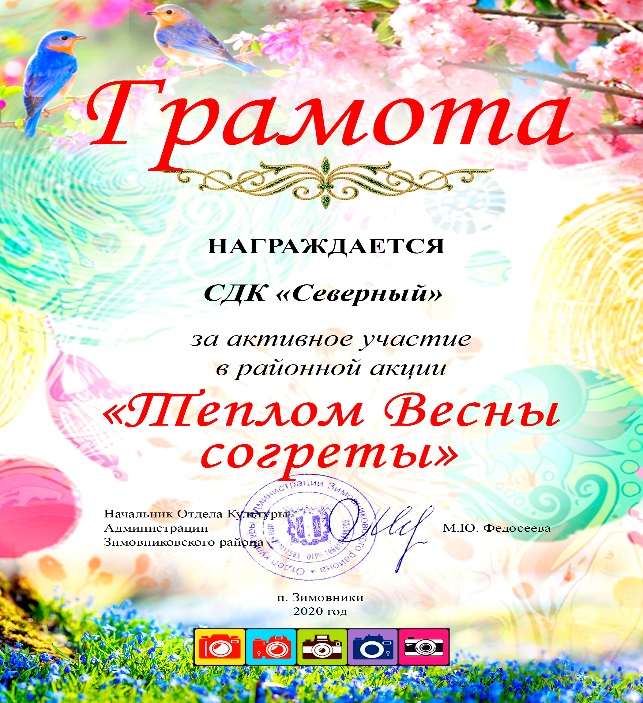 Грамота
НАГРАЖДАЕТСЯ
СДК «Северный»
за активное участие
в районной акции
«Теплом Весны
согреты»
Начальник Отдела Культуры
Администрации
Зимовниковского района
М.Ю. Федосеева
п. Зимовники
2020 год